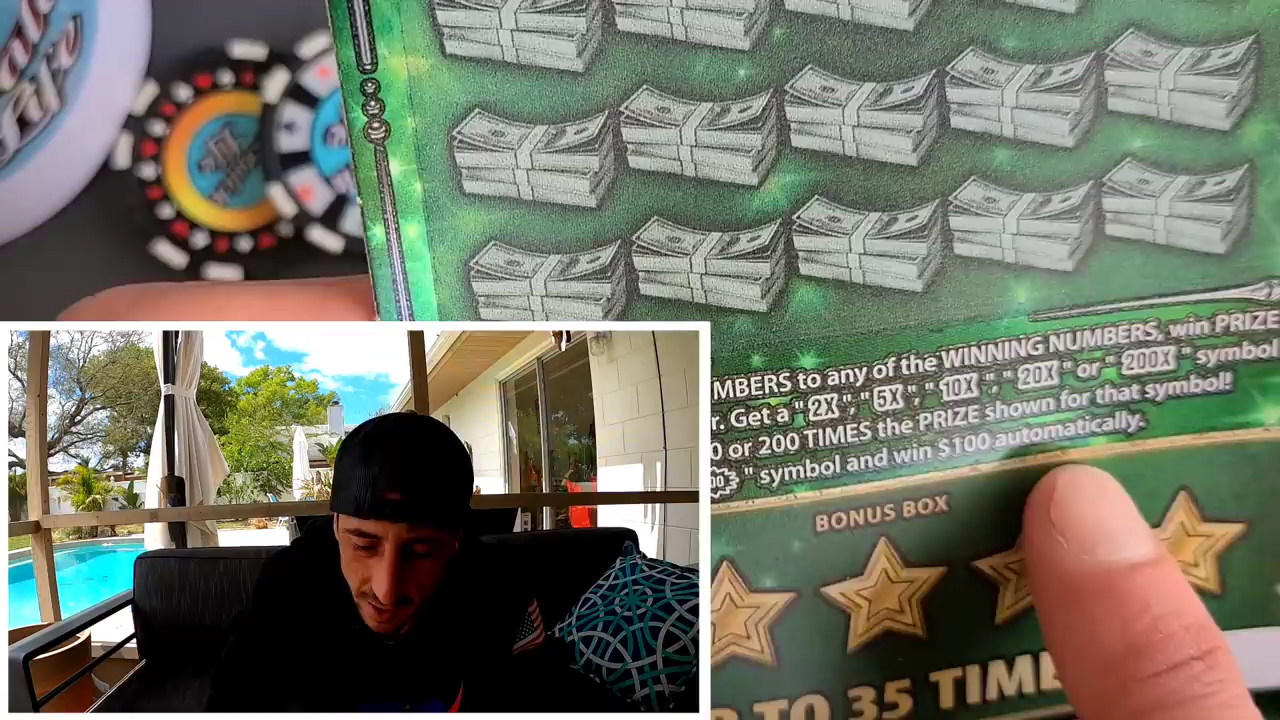 MBERS to any of the WINNING NUMBERS, win PRIZE
r. Get a "2X", "5X", "10X", "20X" or "200X" symbol
0 or 200 TIMES the PRIZE shown for that symbol!
" symbol and win $100 automatically.
BONUS BOX
TO 35 TIME